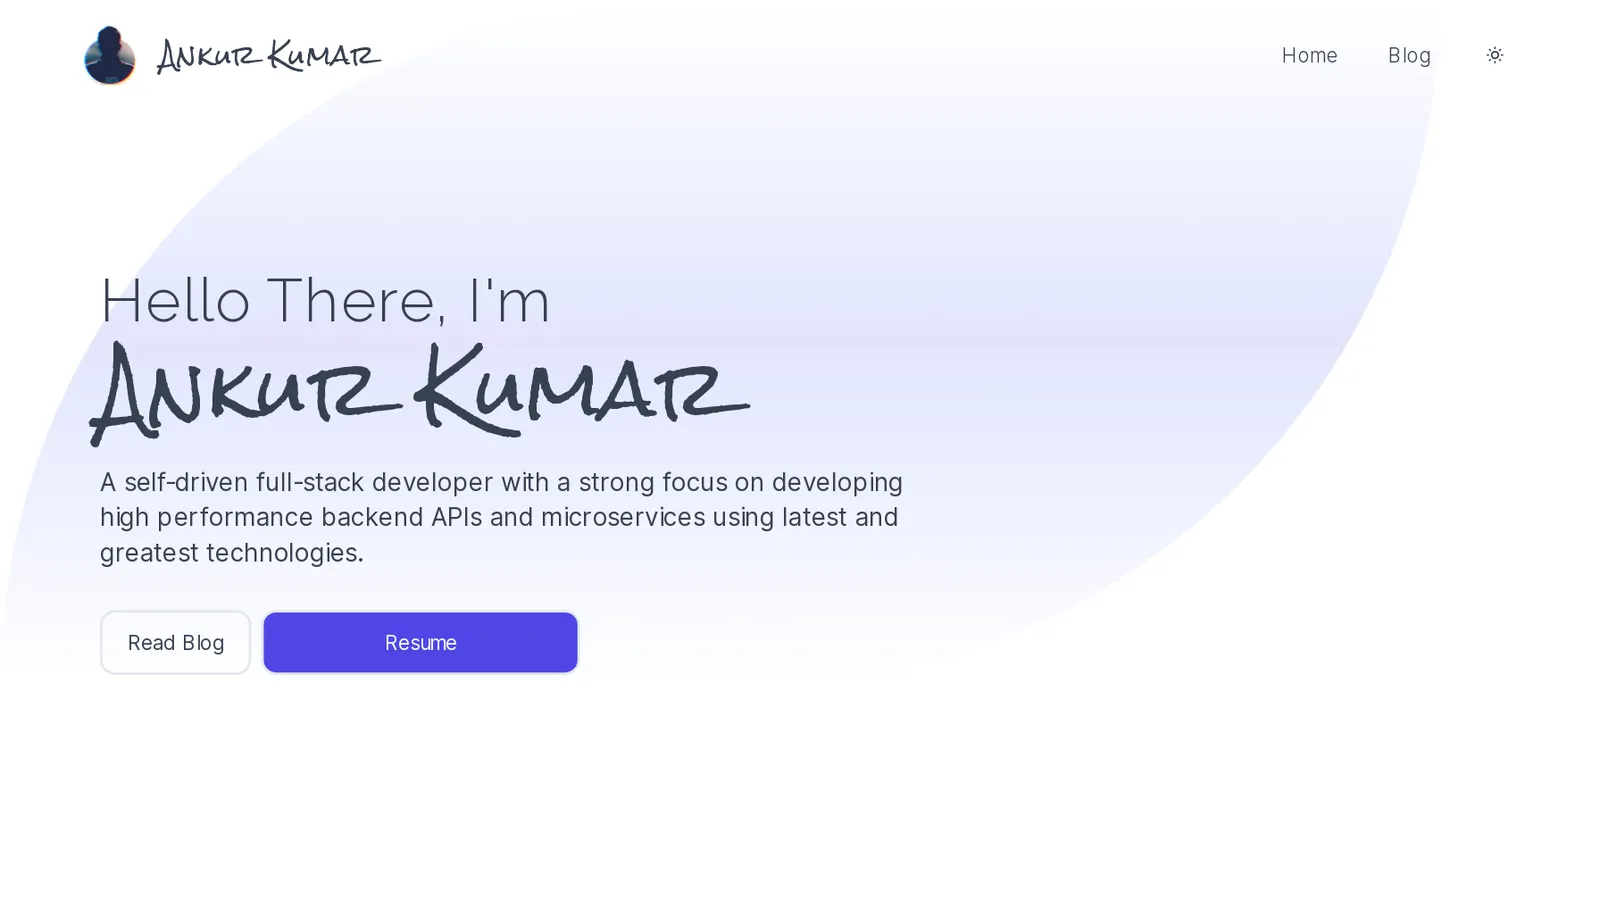 Ankur Kumar
Home
Blog
Hello There, I'm
Ankur Kumar
A self-driven full-stack developer with a strong focus on developing
high performance backend APIs and microservices using latest and
greatest technologies.
Read Blog
Resume